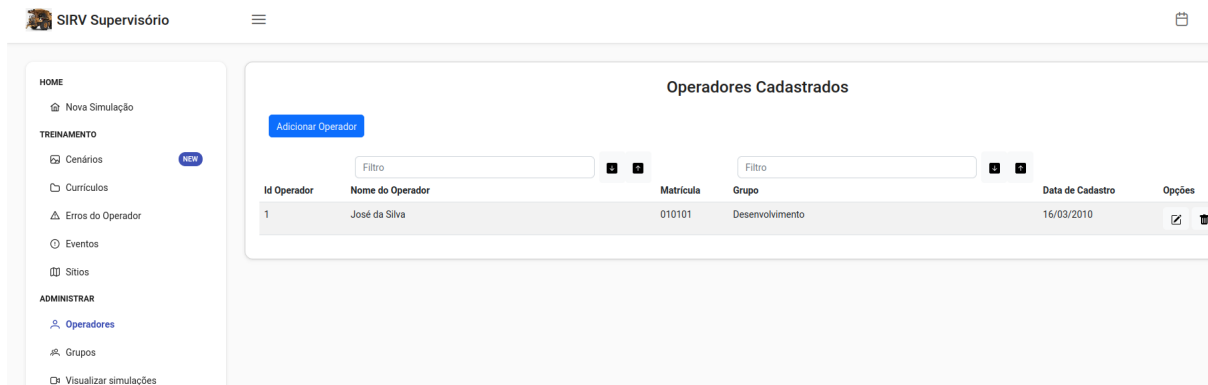 SIRV Supervisório
HOME
Nova Simulação
TREINAMENTO
Cenários NEW
Currículos
Erros do Operador
Eventos
Sítios
ADMINISTRAR
Operadores
Grupos
Visualizar simulações
Operadores Cadastrados
Adicionar Operador
Filtro Filtro
Id Operador Nome do Operador Matrícula Grupo Data de Cadastro Opções
1 José da Silva 010101 Desenvolvimento 16/03/2010